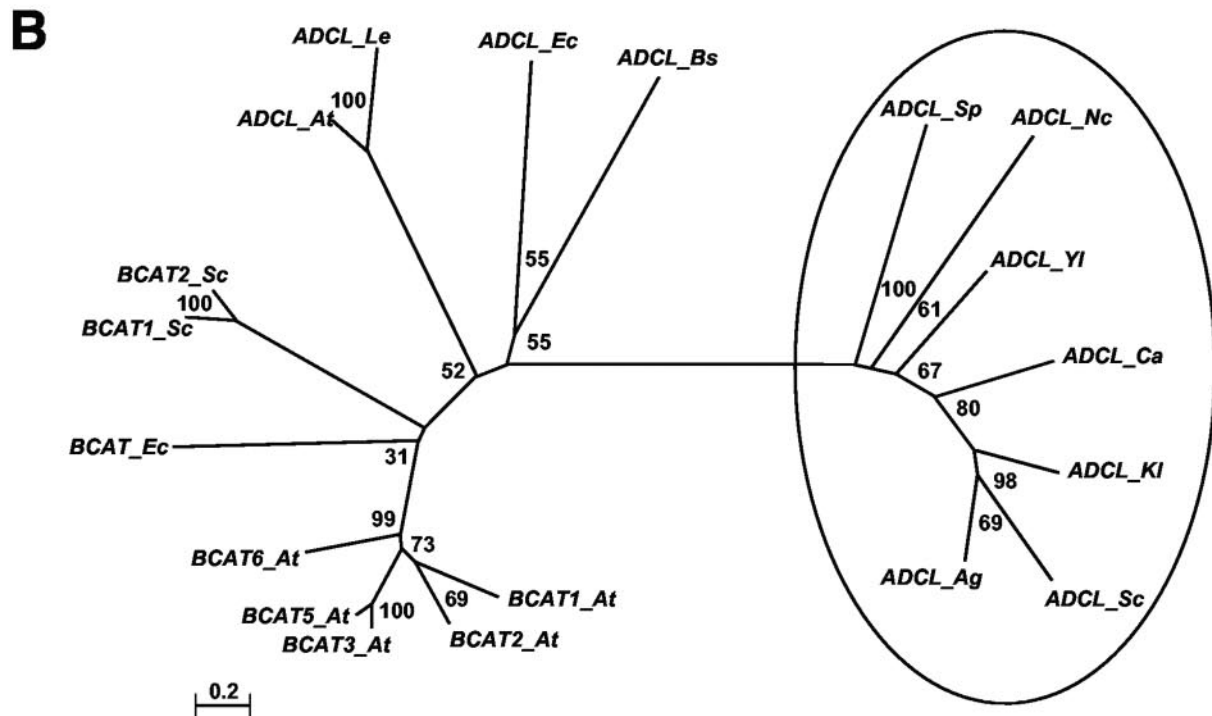 B
ADCL_Le
ADCL_Ec
ADCL_Bs
ADCL_Sp
ADCL_Nc
100
ADCL_At
55
100
61
ADCL_Yl
BCAT2_Sc
100
BCAT1_Sc
55
52
67
ADCL_Ca
80
BCAT_Ec
31
ADCL_Kl
98
99
73
69
BCAT6_At
ADCL_Ag
ADCL_Sc
BCAT5_At
100
69
BCAT1_At
BCAT3_At
BCAT2_At
0.2